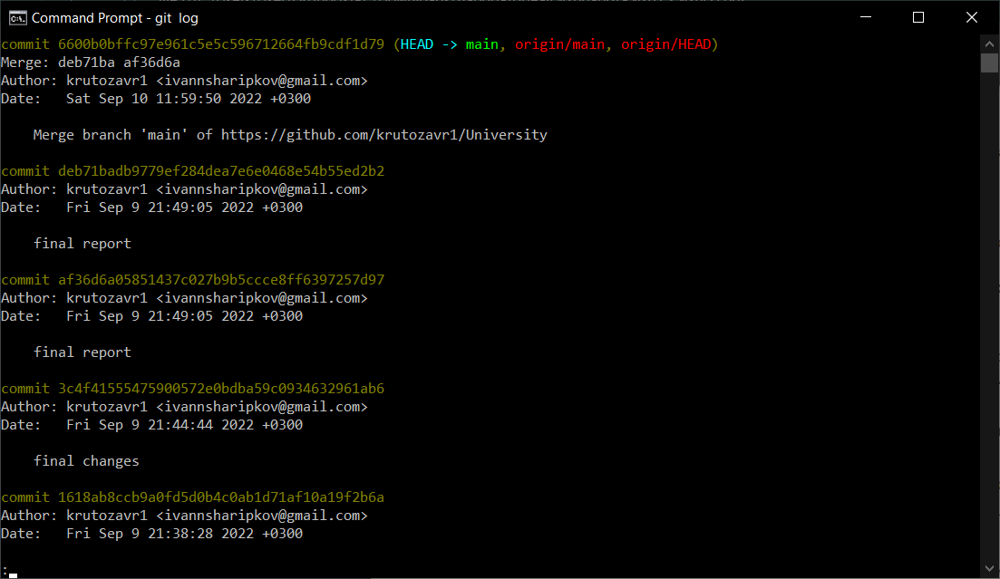 Command Prompt - git  log
commit 6600b0bffc97e961c5e5c596712664fb9cdf1d79 (HEAD -> main, origin/main, origin/HEAD)
Merge: deb71ba af36d6a
Author: krutozavr1 <ivannsharipkov@gmail.com>
Date:   Sat Sep 10 11:59:50 2022 +0300
    Merge branch 'main' of https://github.com/krutozavr1/University
commit deb71badb9779ef284dea7e6e0468e54b55ed2b2
Author: krutozavr1 <ivannsharipkov@gmail.com>
Date:   Fri Sep 9 21:49:05 2022 +0300
    final report
commit af36d6a05851437c027b9b5ccce8ff6397257d97
Author: krutozavr1 <ivannsharipkov@gmail.com>
Date:   Fri Sep 9 21:49:05 2022 +0300
    final report
commit 3c4f41555475900572e0bdba59c0934632961ab6
Author: krutozavr1 <ivannsharipkov@gmail.com>
Date:   Fri Sep 9 21:44:44 2022 +0300
    final changes
commit 1618ab8ccb9a0fd5d0b4c0ab1d71af10a19f2b6a
Author: krutozavr1 <ivannsharipkov@gmail.com>
Date:   Fri Sep 9 21:38:28 2022 +0300
: